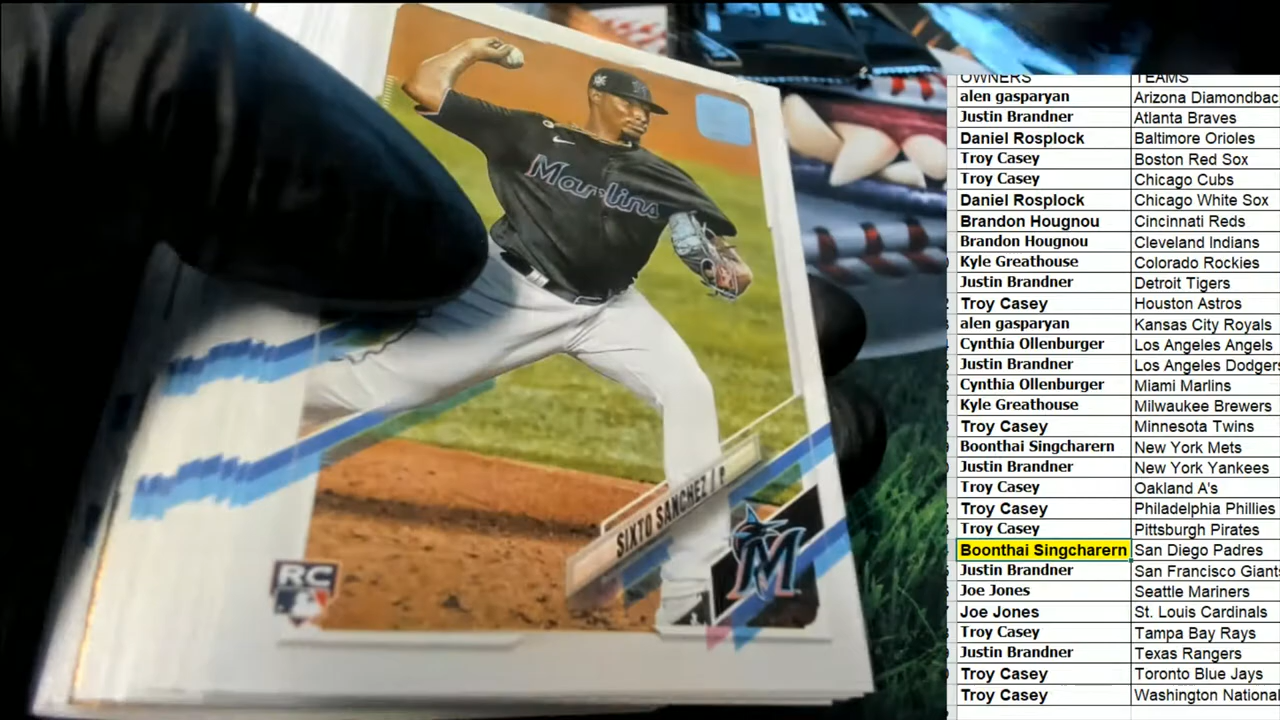 OWNERS TEAMS
alen gasparyan Arizona Diamondbac
Justin Brandner Atlanta Braves
Daniel Rosplock Baltimore Orioles
Troy Casey Boston Red Sox
Troy Casey Chicago Cubs
Daniel Rosplock Chicago White Sox
Brandon Hougnou Cincinnati Reds
Brandon Hougnou Cleveland Indians
Kyle Greathouse Colorado Rockies
Justin Brandner Detroit Tigers
Troy Casey Houston Astros
alen gasparyan Kansas City Royals
Cynthia Ollenburger Los Angeles Angels
Justin Brandner Los Angeles Dodgers
Cynthia Ollenburger Miami Marlins
Kyle Greathouse Milwaukee Brewers
Troy Casey Minnesota Twins
Boonthai Singcharern New York Mets
Justin Brandner New York Yankees
Troy Casey Oakland A's
Troy Casey Philadelphia Phillies
Troy Casey Pittsburgh Pirates
Boonthai Singcharern San Diego Padres
Justin Brandner San Francisco Giants
Joe Jones Seattle Mariners
Joe Jones St. Louis Cardinals
Troy Casey Tampa Bay Rays
Justin Brandner Texas Rangers
Troy Casey Toronto Blue Jays
Troy Casey Washington National
Marlins
SIXTO SANCHEZ / P
M
RC